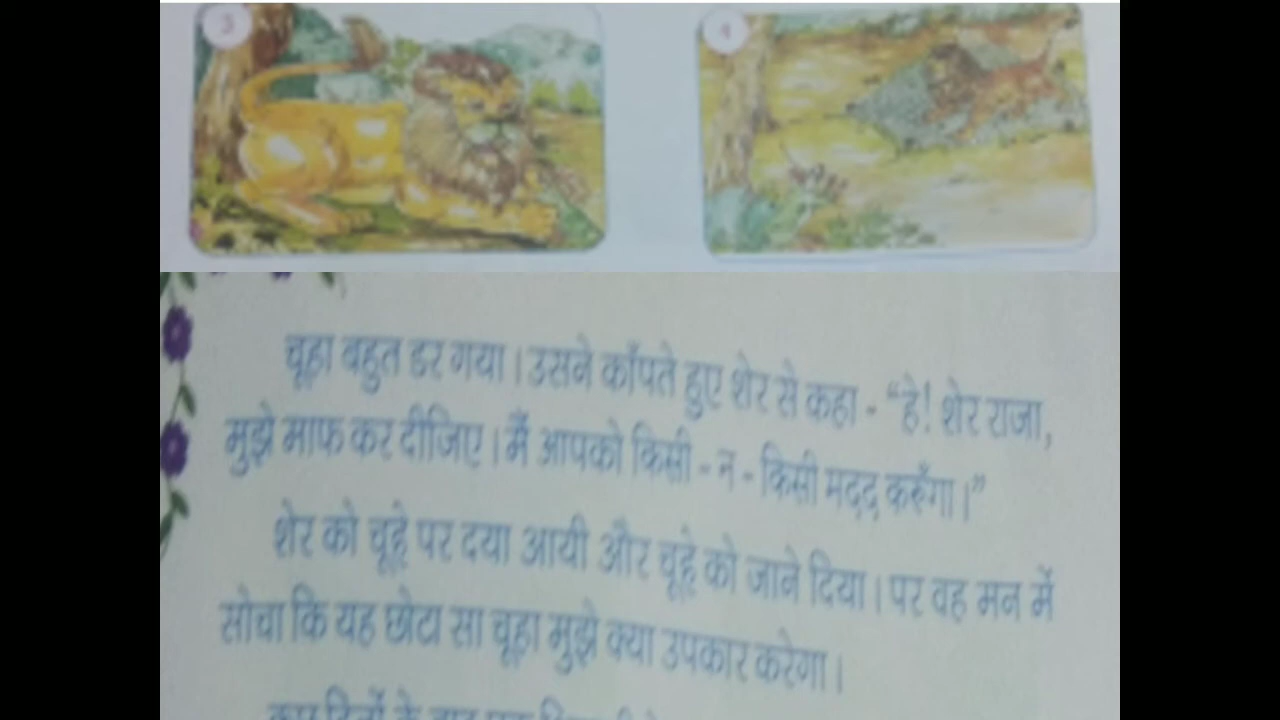 3
चूहा बहुत डर गया। उसने काँपते हुए शेर से कहा - “हे! शेर राजा,
मुझे माफ कर दीजिए। मैं आपको किसी - न - किसी मदद करुँगा।”
शेर को चूहे पर दया आयी और चूहे को जाने दिया। पर वह मन में
सोचा कि यह छोटा सा चूहा मुझे क्या उपकार करेगा।